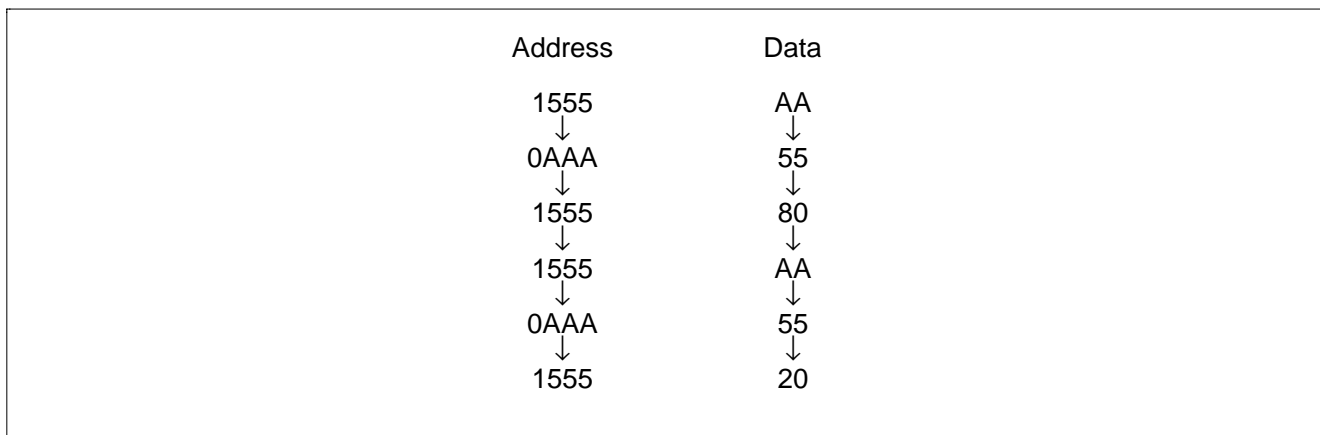 Address Data
1555 AA
↓ ↓
0AAA 55
↓ ↓
1555 80
↓ ↓
1555 AA
↓ ↓
0AAA 55
↓ ↓
1555 20